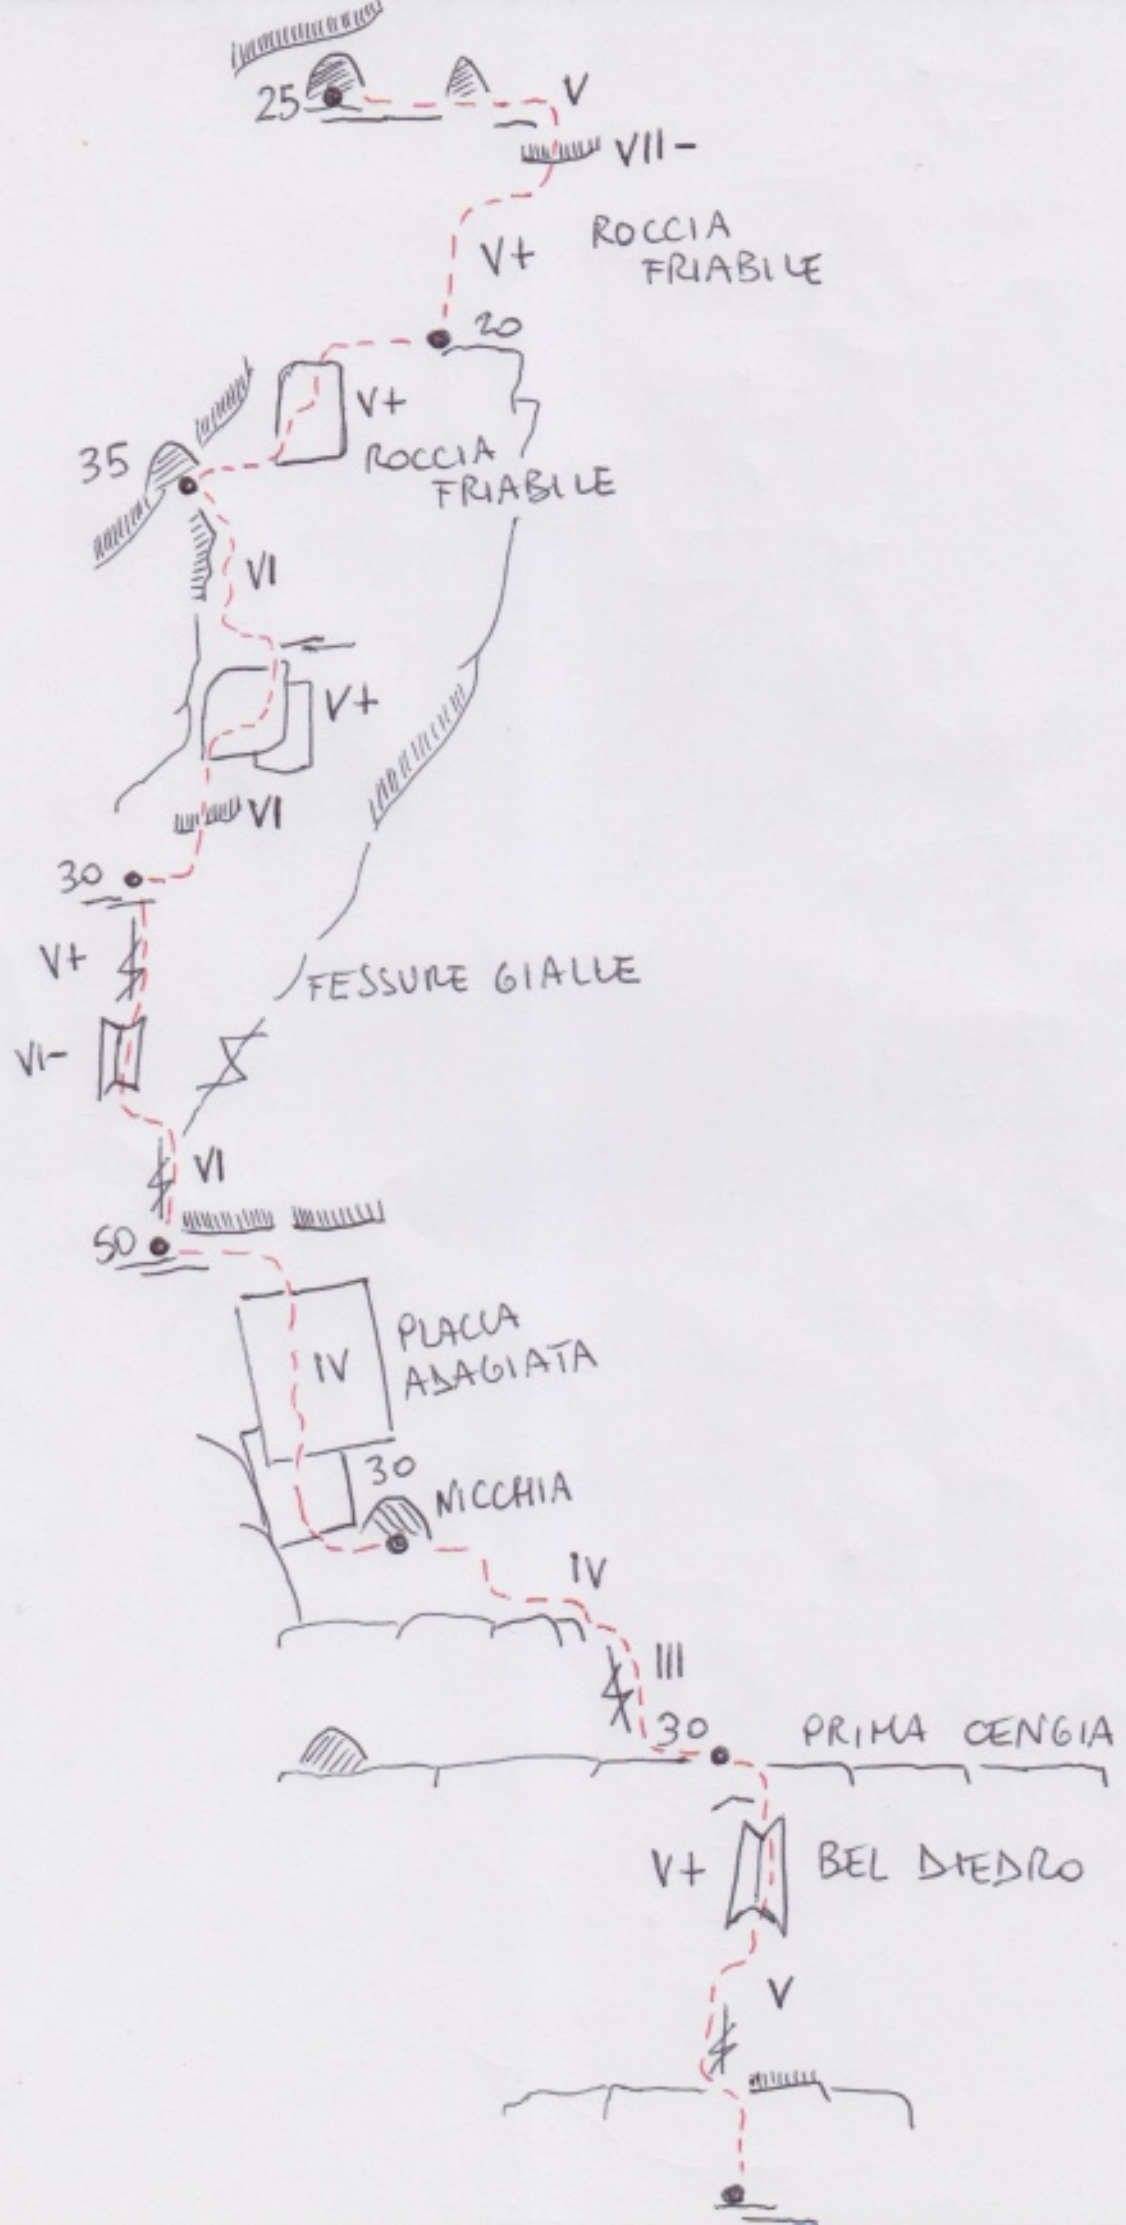 25
V
VII-
V+
ROCCIA
FRIABILE
20
V+
35
ROCCIA
FRIABILE
VI
V+
VI
30
V+
FESSURE GIALLE
VI-
VI
50
PLACCA
ADAGIATA
IV
30
NICCHIA
IV
III
30
PRIMA CENGIA
V+
BEL DIEDRO
V